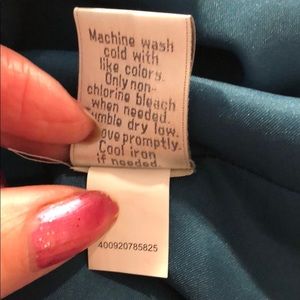 Machine wash
cold with
like colors.
Only non-
chlorine bleach
when needed.
umble dry low.
ove promptly.
Cool iron
if needed.
400920785825